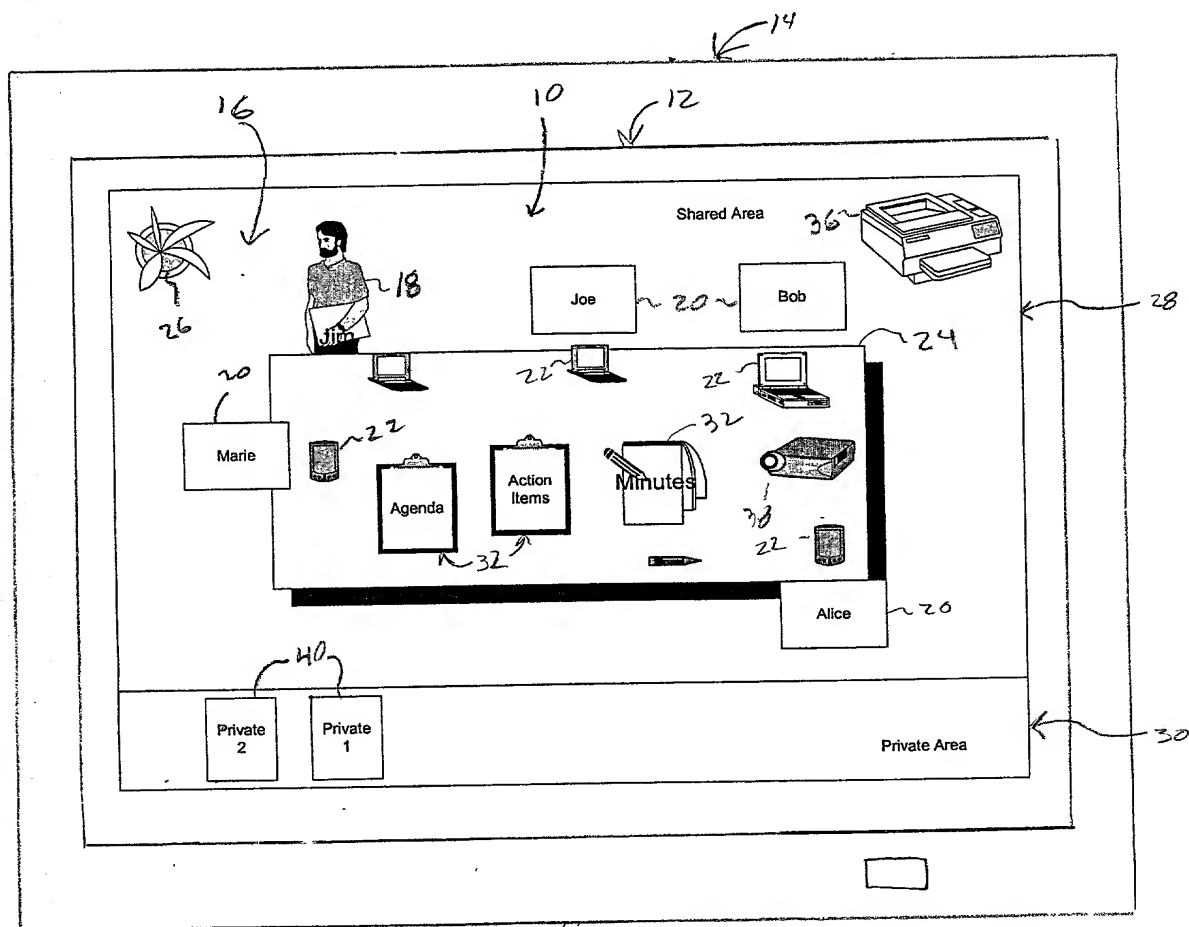 14
16
10
12
Shared Area
36
18
26
Joe
20
Bob
28
Jim
24
20
22
22
Marie
22
32
Agenda
Action
Items
Minutes
38
32
22
Alice
20
40
Private
2
Private
1
Private Area
30